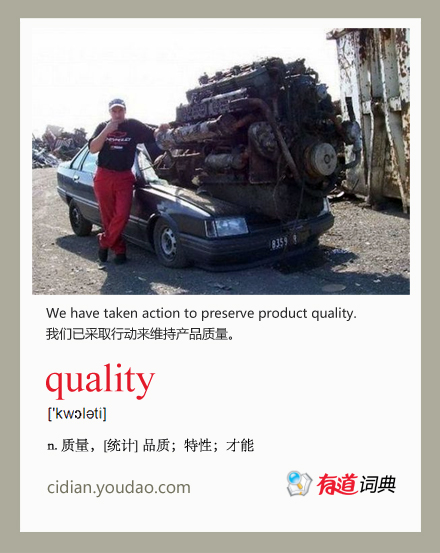 8359
We have taken action to preserve product quality.
我们已采取行动来维持产品质量。
quality
['kwɔləti]
n. 质量，[统计] 品质；特性；才能
cidian.youdao.com
有道词典